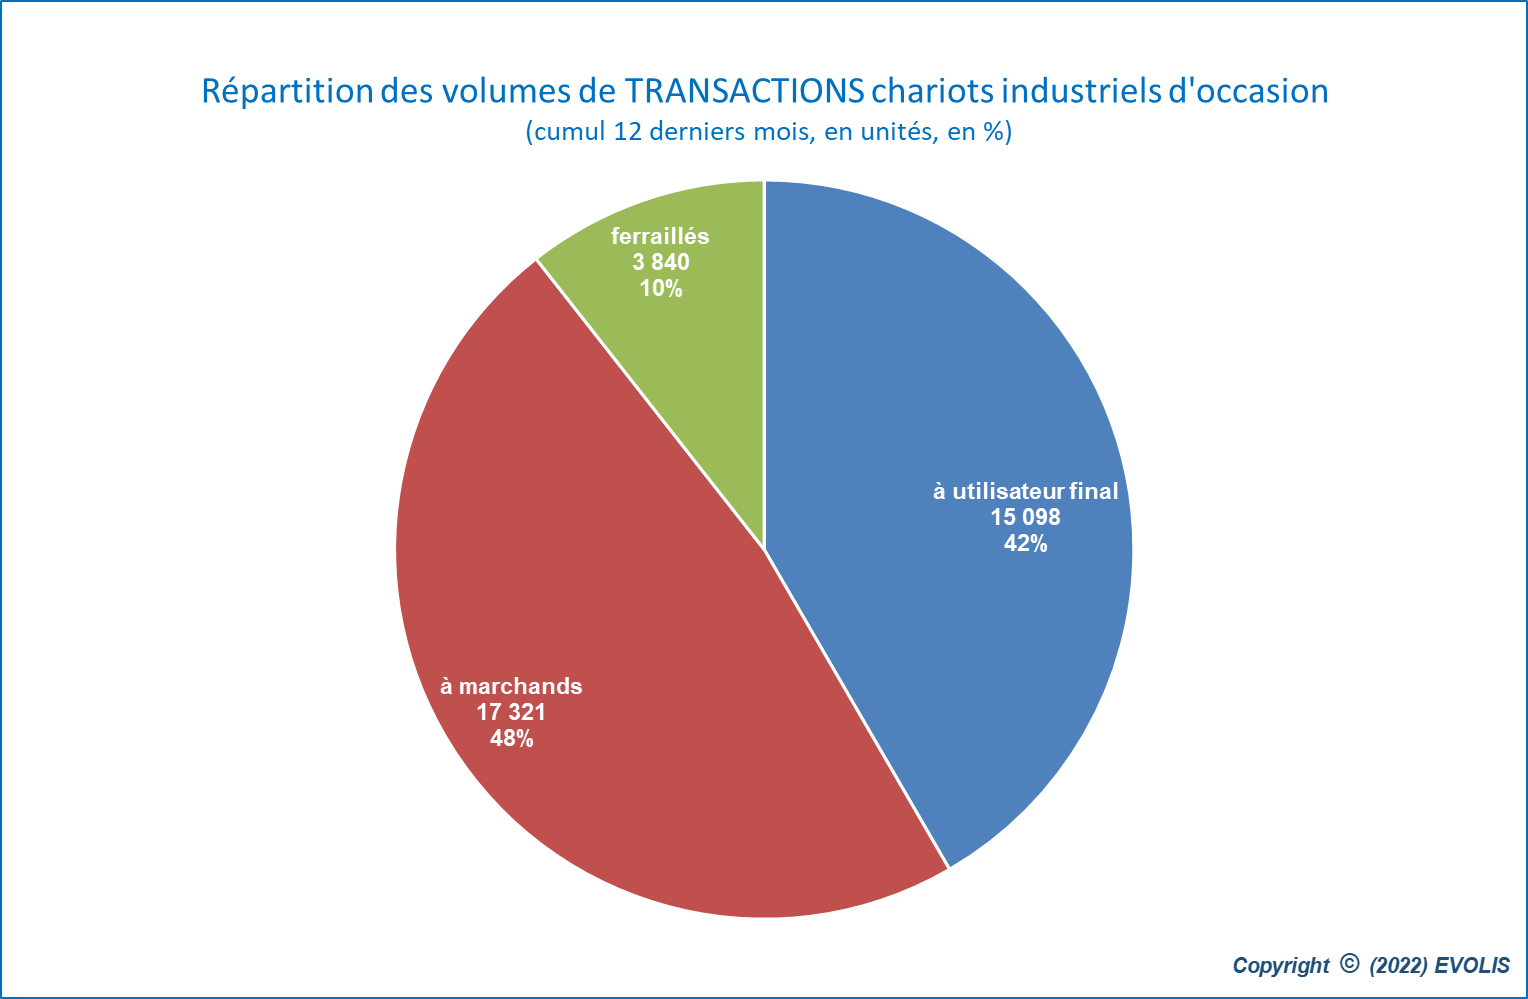 Répartition des volumes de TRANSACTIONS chariots industriels d'occasion
(cumul 12 derniers mois, en unités, en %)
ferraillés
3 840
10%
à utilisateur final
15 098
42%
à marchands
17 321
48%
Copyright © (2022) EVOLIS